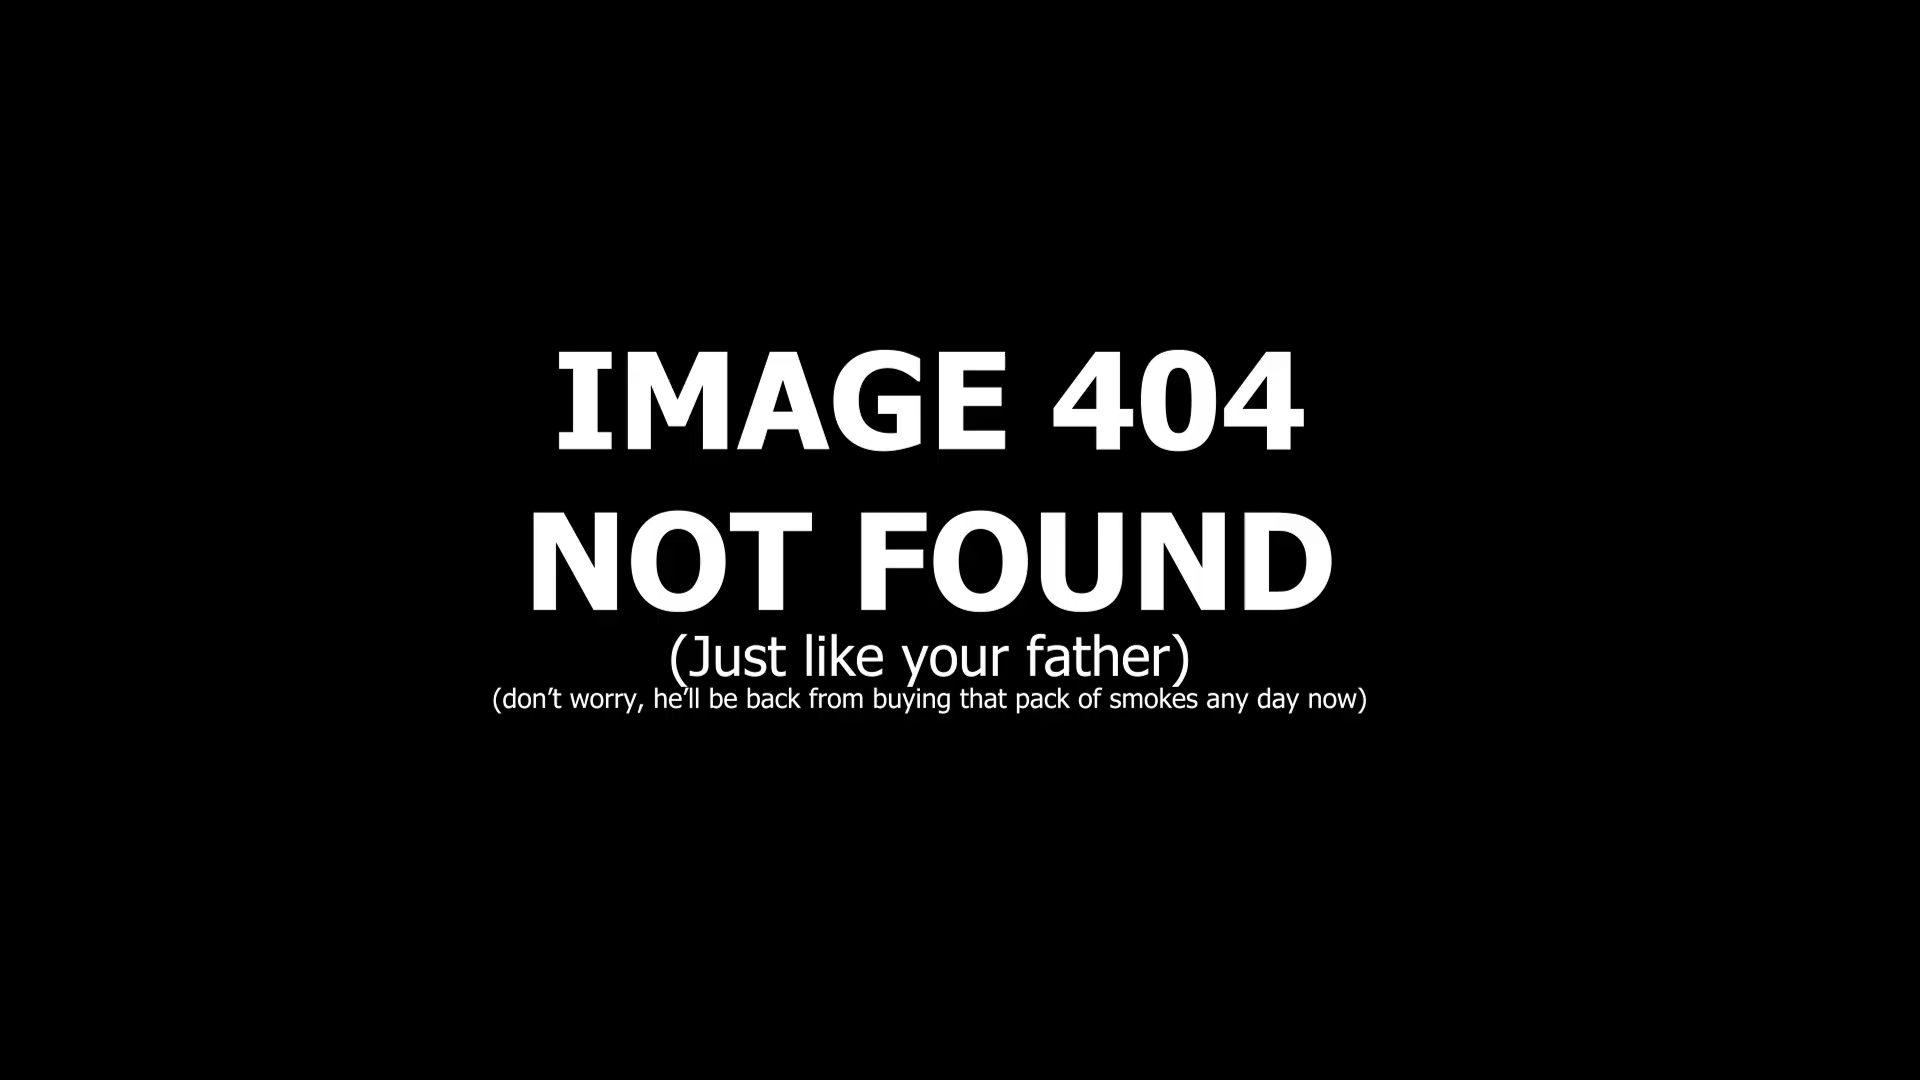 IMAGE 404
NOT FOUND
(Just like your father)
(don’t worry, he’ll be back from buying that pack of smokes any day now)